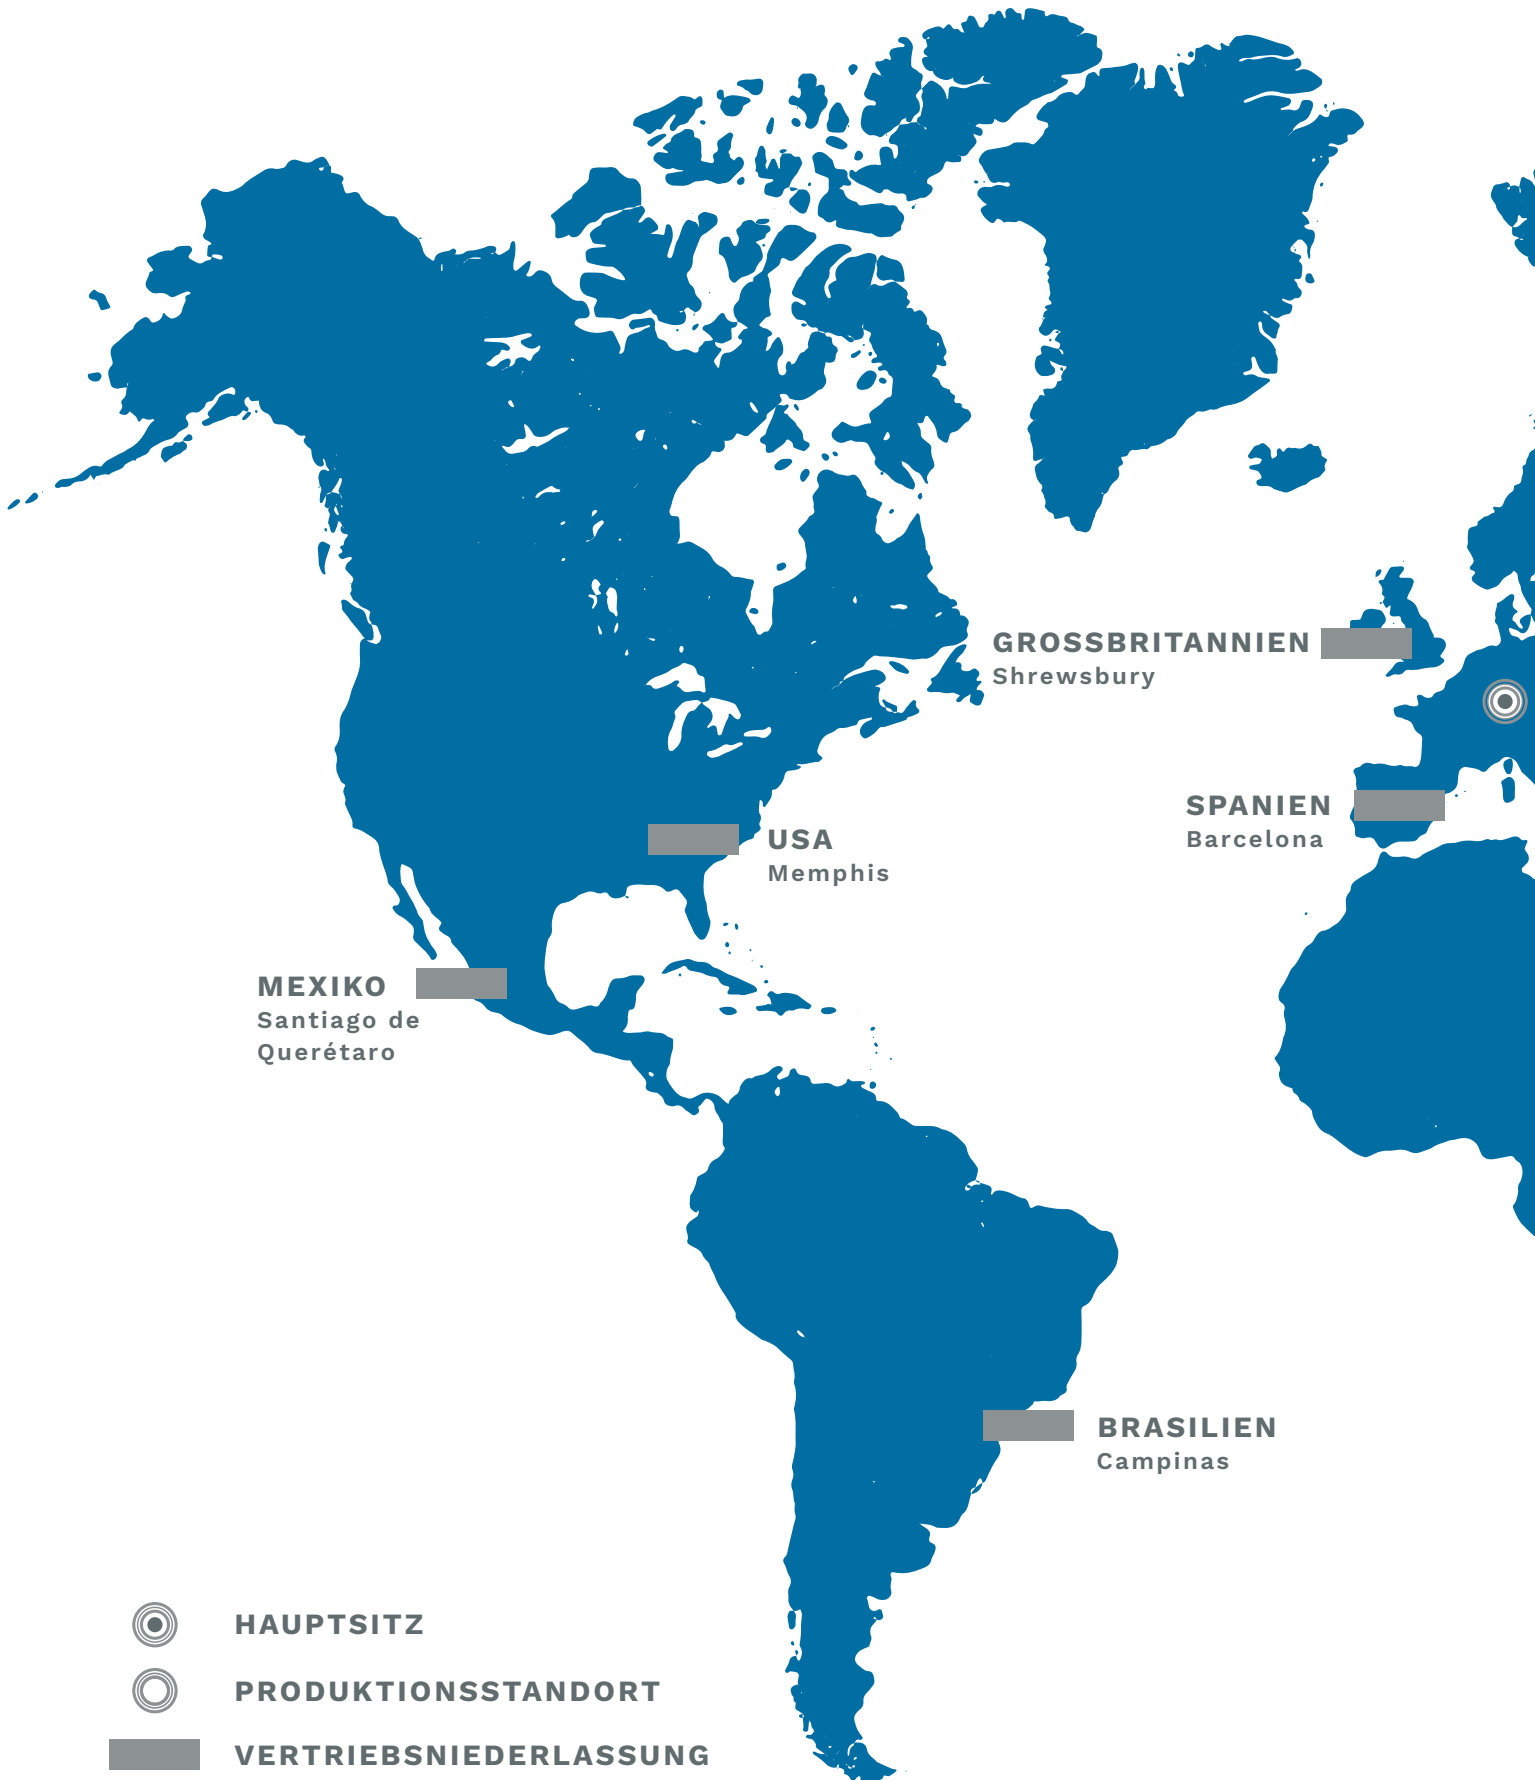 GROSSBRITANNIEN
Shrewsbury
SPANIEN
Barcelona
USA
Memphis
MEXIKO
Santiago de
Querétaro
BRASILIEN
Campinas
HAUPTSITZ
PRODUKTIONSSTANDORT
VERTRIEBSNIEDERLASSUNG